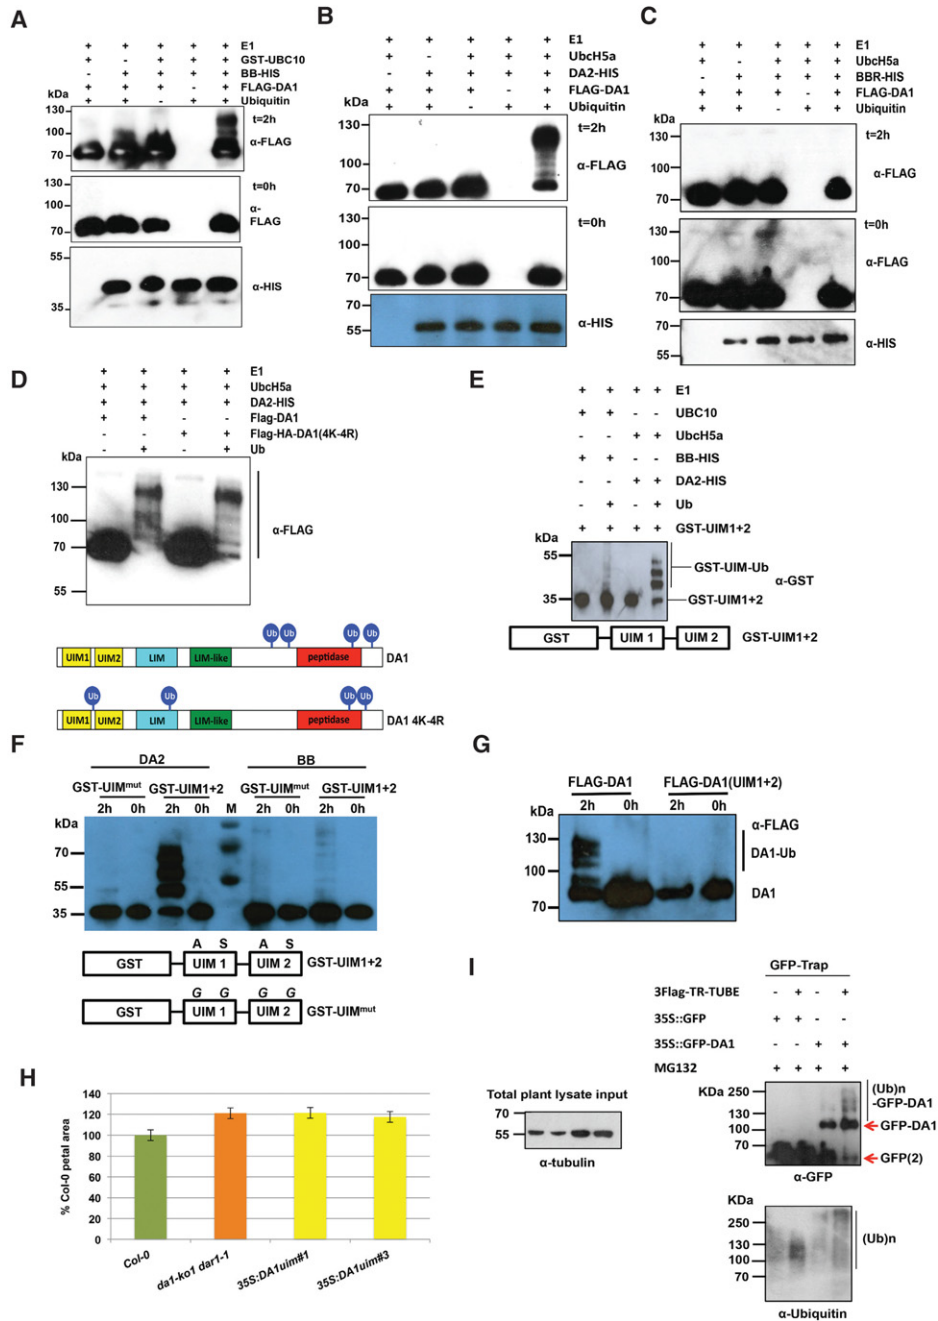 A
+ + + + + E1
+ + + + + GST-UBC10
- + + + + BB-HIS
+ + + - + FLAG-DA1
+ + - + + Ubiquitin
kDa
130
100
70
t=2h
α-FLAG
130
100
70
t=0h
α-
FLAG
55
35
α-HIS
B
+ + + + + E1
+ - + + + UbcH5a
- + + + + DA2-HIS
+ + + - + FLAG-DA1
+ + - + + Ubiquitin
kDa
130
100
70
t=2h
α-FLAG
130
100
70
t=0h
70
55
α-HIS
C
+ + + + + E1
+ - + + + UbcH5a
- + + + + BBR-HIS
+ + + - + FLAG-DA1
+ + - + + Ubiquitin
kDa
130
100
70
t=2h
α-FLAG
130
100
70
t=0h
α-FLAG
70
55
α-HIS
D
+ + + + E1
+ + + + UbcH5a
+ + + + DA2-HIS
+ + - - Flag-DA1
- - + + Flag-HA-DA1(4K-4R)
- + - + Ub
kDa
130
100
70
55
α-FLAG
Ub Ub Ub Ub
UIM1 UIM2 LIM LIM-like peptidase DA1
Ub Ub Ub Ub
UIM1 UIM2 LIM LIM-like peptidase DA1 4K-4R
E
+ + + + E1
+ + - - UBC10
- - + + UbcH5a
+ + - - BB-HIS
- - + + DA2-HIS
- + - + Ub
+ + + + GST-UIM1+2
kDa
55
35
GST-UIM-Ub
α-GST
GST-UIM1+2
GST UIM 1 UIM 2 GST-UIM1+2
F
DA2 BB
GST-UIMmut GST-UIM1+2 GST-UIMmut GST-UIM1+2
2h 0h 2h 0h M 2h 0h 2h 0h
kDa
70
55
35
A S A S
GST UIM 1 UIM 2 GST-UIM1+2
G G G G
GST UIM 1 UIM 2 GST-UIMmut
G
FLAG-DA1 FLAG-DA1(UIM1+2)
2h 0h 2h 0h
kDa
130
100
70
α-FLAG
DA1-Ub
DA1
H
% Col-0 petal area
140
120
100
80
60
40
20
0
Col-0 da1-ko1 dar1-1 35S:DA1uim#1 35S:DA1uim#3
I
GFP-Trap
3Flag-TR-TUBE - + - +
35S::GFP + + - -
35S::GFP-DA1 - - + +
MG132 + + + +
Total plant lysate input
70
55
α-tubulin
KDa
250
130
100
70
(Ub)n
-GFP-DA1
GFP-DA1
GFP(2)
α-GFP
KDa
250
130
100
70
(Ub)n
α-Ubiquitin